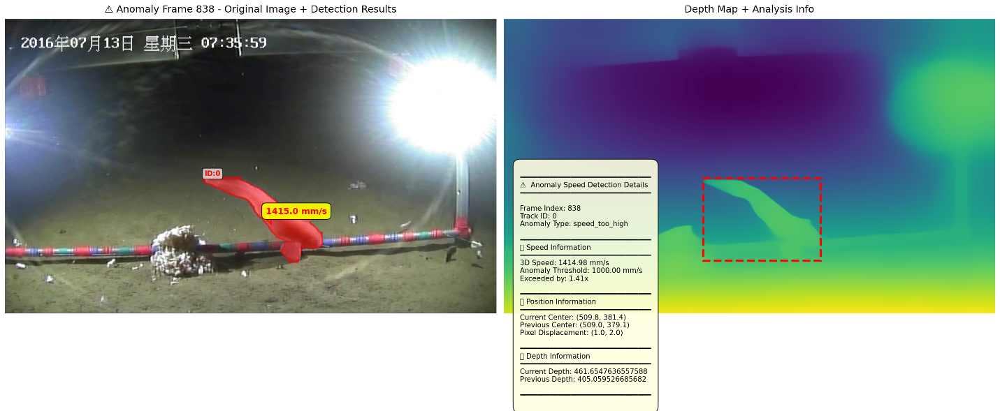 ⚠ Anomaly Frame 838 - Original Image + Detection Results
2016年07月13日 星期三 07:35:59
ID:0
1415.0 mm/s
Depth Map + Analysis Info
⚠ Anomaly Speed Detection Details
Frame Index: 838
Track ID: 0
Anomaly Type: speed_too_high
Speed Information
3D Speed: 1414.98 mm/s
Anomaly Threshold: 1000.00 mm/s
Exceeded by: 1.41x
Position Information
Current Center: (509.8, 381.4)
Previous Center: (509.0, 379.1)
Pixel Displacement: (1.0, 2.0)
Depth Information
Current Depth: 461.6547636557588
Previous Depth: 405.059526685682